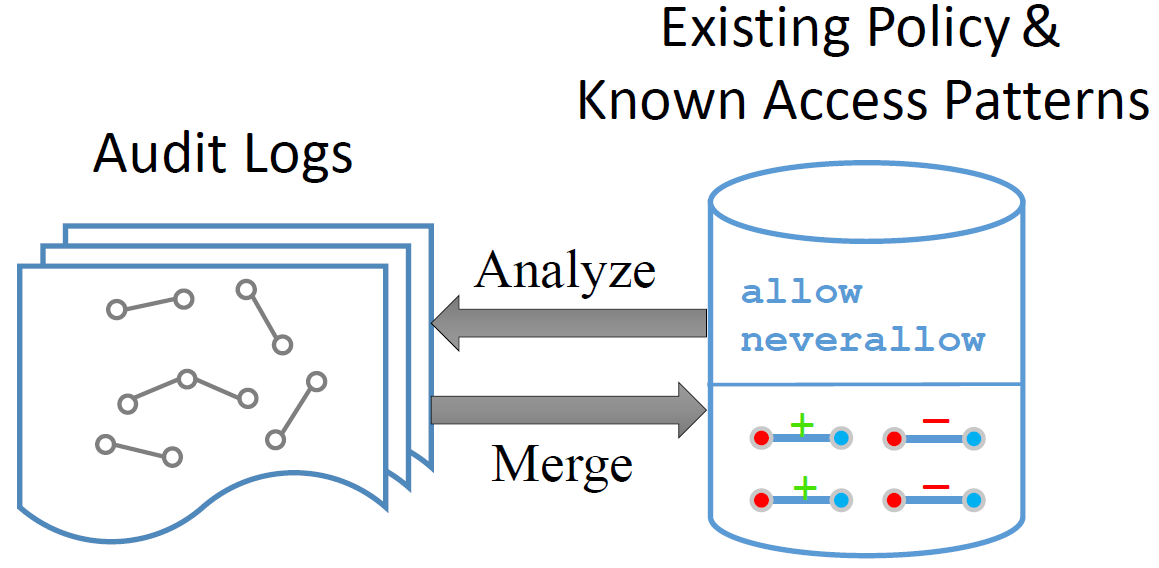 Existing Policy &
Known Access Patterns
Audit Logs
Analyze
allow
neverallow
+ −
Merge
+ −